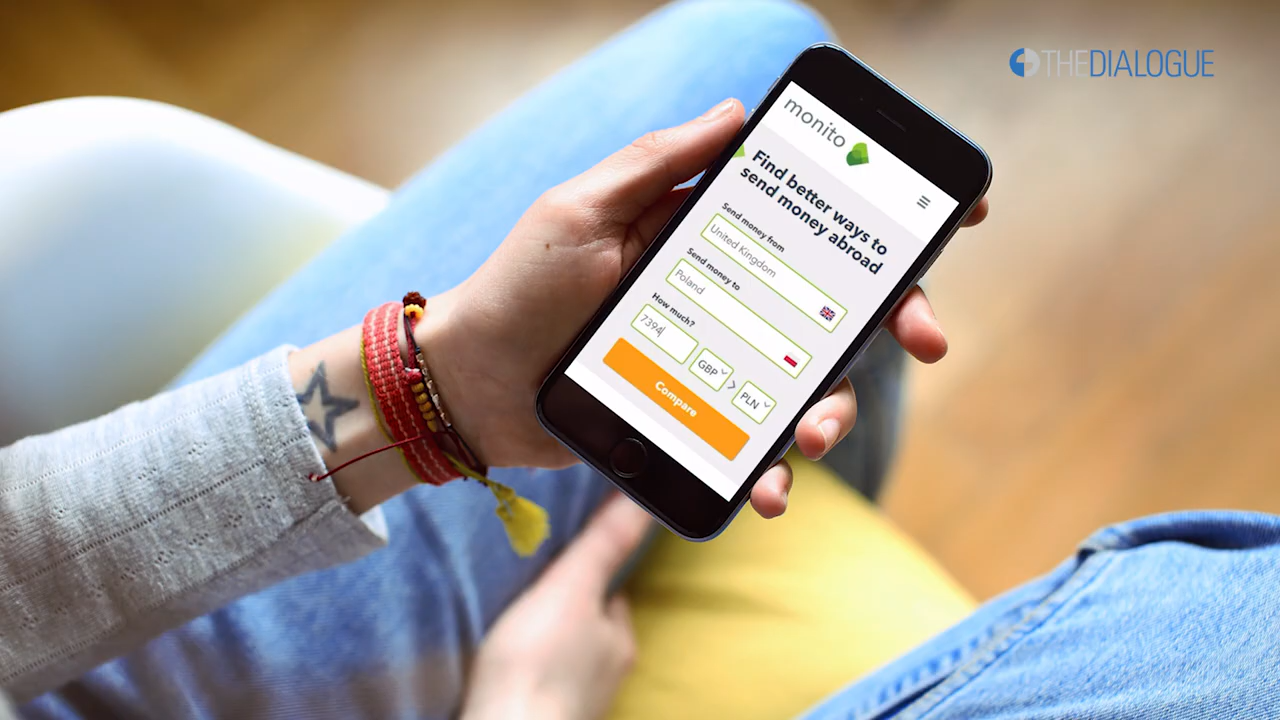 THEDIALOGUE
monito
Find better ways to
send money abroad
Send money from
United Kingdom
Send money to
Poland
How much?
7394
GBP
PLN
Compare